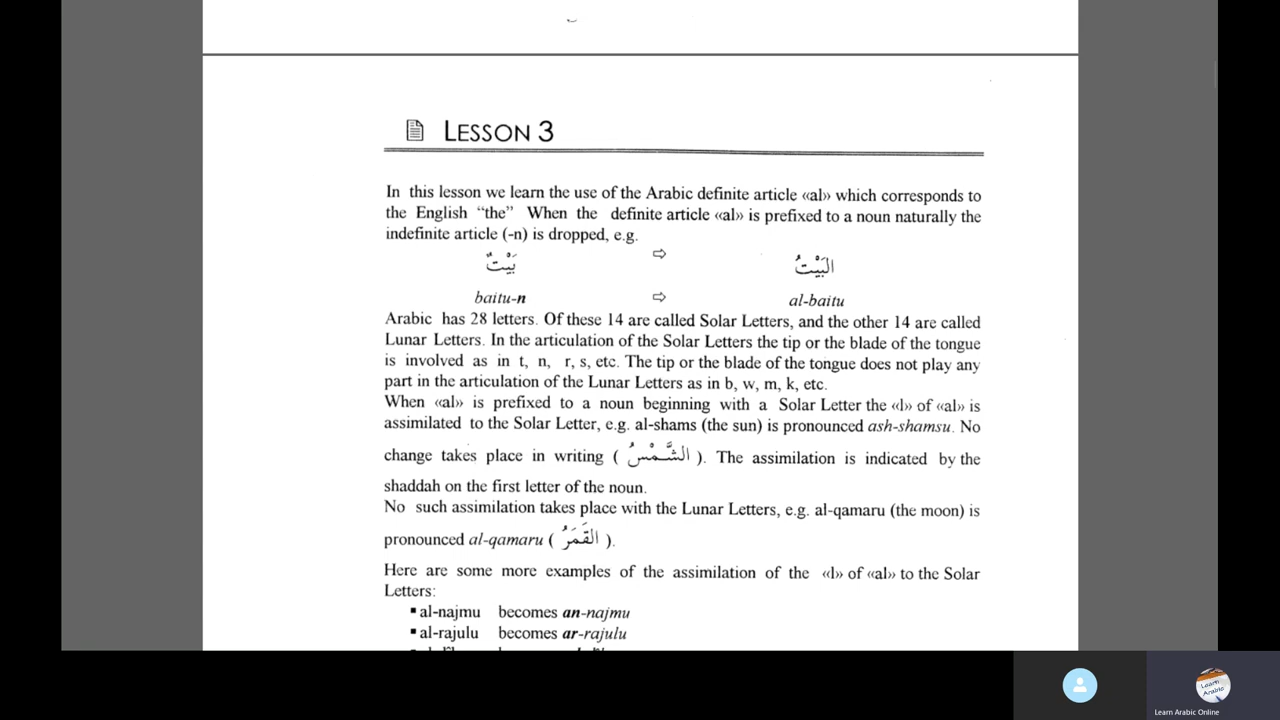 LESSON 3
In this lesson we learn the use of the Arabic definite article «al» which corresponds to
the English “the” When the definite article «al» is prefixed to a noun naturally the
indefinite article (-n) is dropped, e.g.
بَيْتٌ ⇨ البَيْتُ
baitu-n ⇨ al-baitu
Arabic has 28 letters. Of these 14 are called Solar Letters, and the other 14 are called
Lunar Letters. In the articulation of the Solar Letters the tip or the blade of the tongue
is involved as in t, n, r, s, etc. The tip or the blade of the tongue does not play any
part in the articulation of the Lunar Letters as in b, w, m, k, etc.
When «al» is prefixed to a noun beginning with a Solar Letter the «l» of «al» is
assimilated to the Solar Letter, e.g. al-shams (the sun) is pronounced ash-shamsu. No
change takes place in writing ( الشَّمْسُ ). The assimilation is indicated by the
shaddah on the first letter of the noun.
No such assimilation takes place with the Lunar Letters, e.g. al-qamaru (the moon) is
pronounced al-qamaru ( القَمَرُ ).
Here are some more examples of the assimilation of the «l» of «al» to the Solar
Letters:
▪ al-najmu becomes an-najmu
▪ al-rajulu becomes ar-rajulu
Learn Arabic
Learn Arabic Online